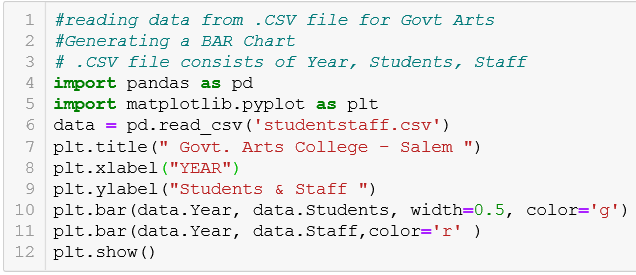 1 #reading data from .CSV file for Govt Arts
2 #Generating a BAR Chart
3 # .CSV file consists of Year, Students, Staff
4 import pandas as pd
5 import matplotlib.pyplot as plt
6 data = pd.read_csv('studentstaff.csv')
7 plt.title(" Govt. Arts College - Salem ")
8 plt.xlabel("YEAR")
9 plt.ylabel("Students & Staff ")
10 plt.bar(data.Year, data.Students, width=0.5, color='g')
11 plt.bar(data.Year, data.Staff,color='r' )
12 plt.show()